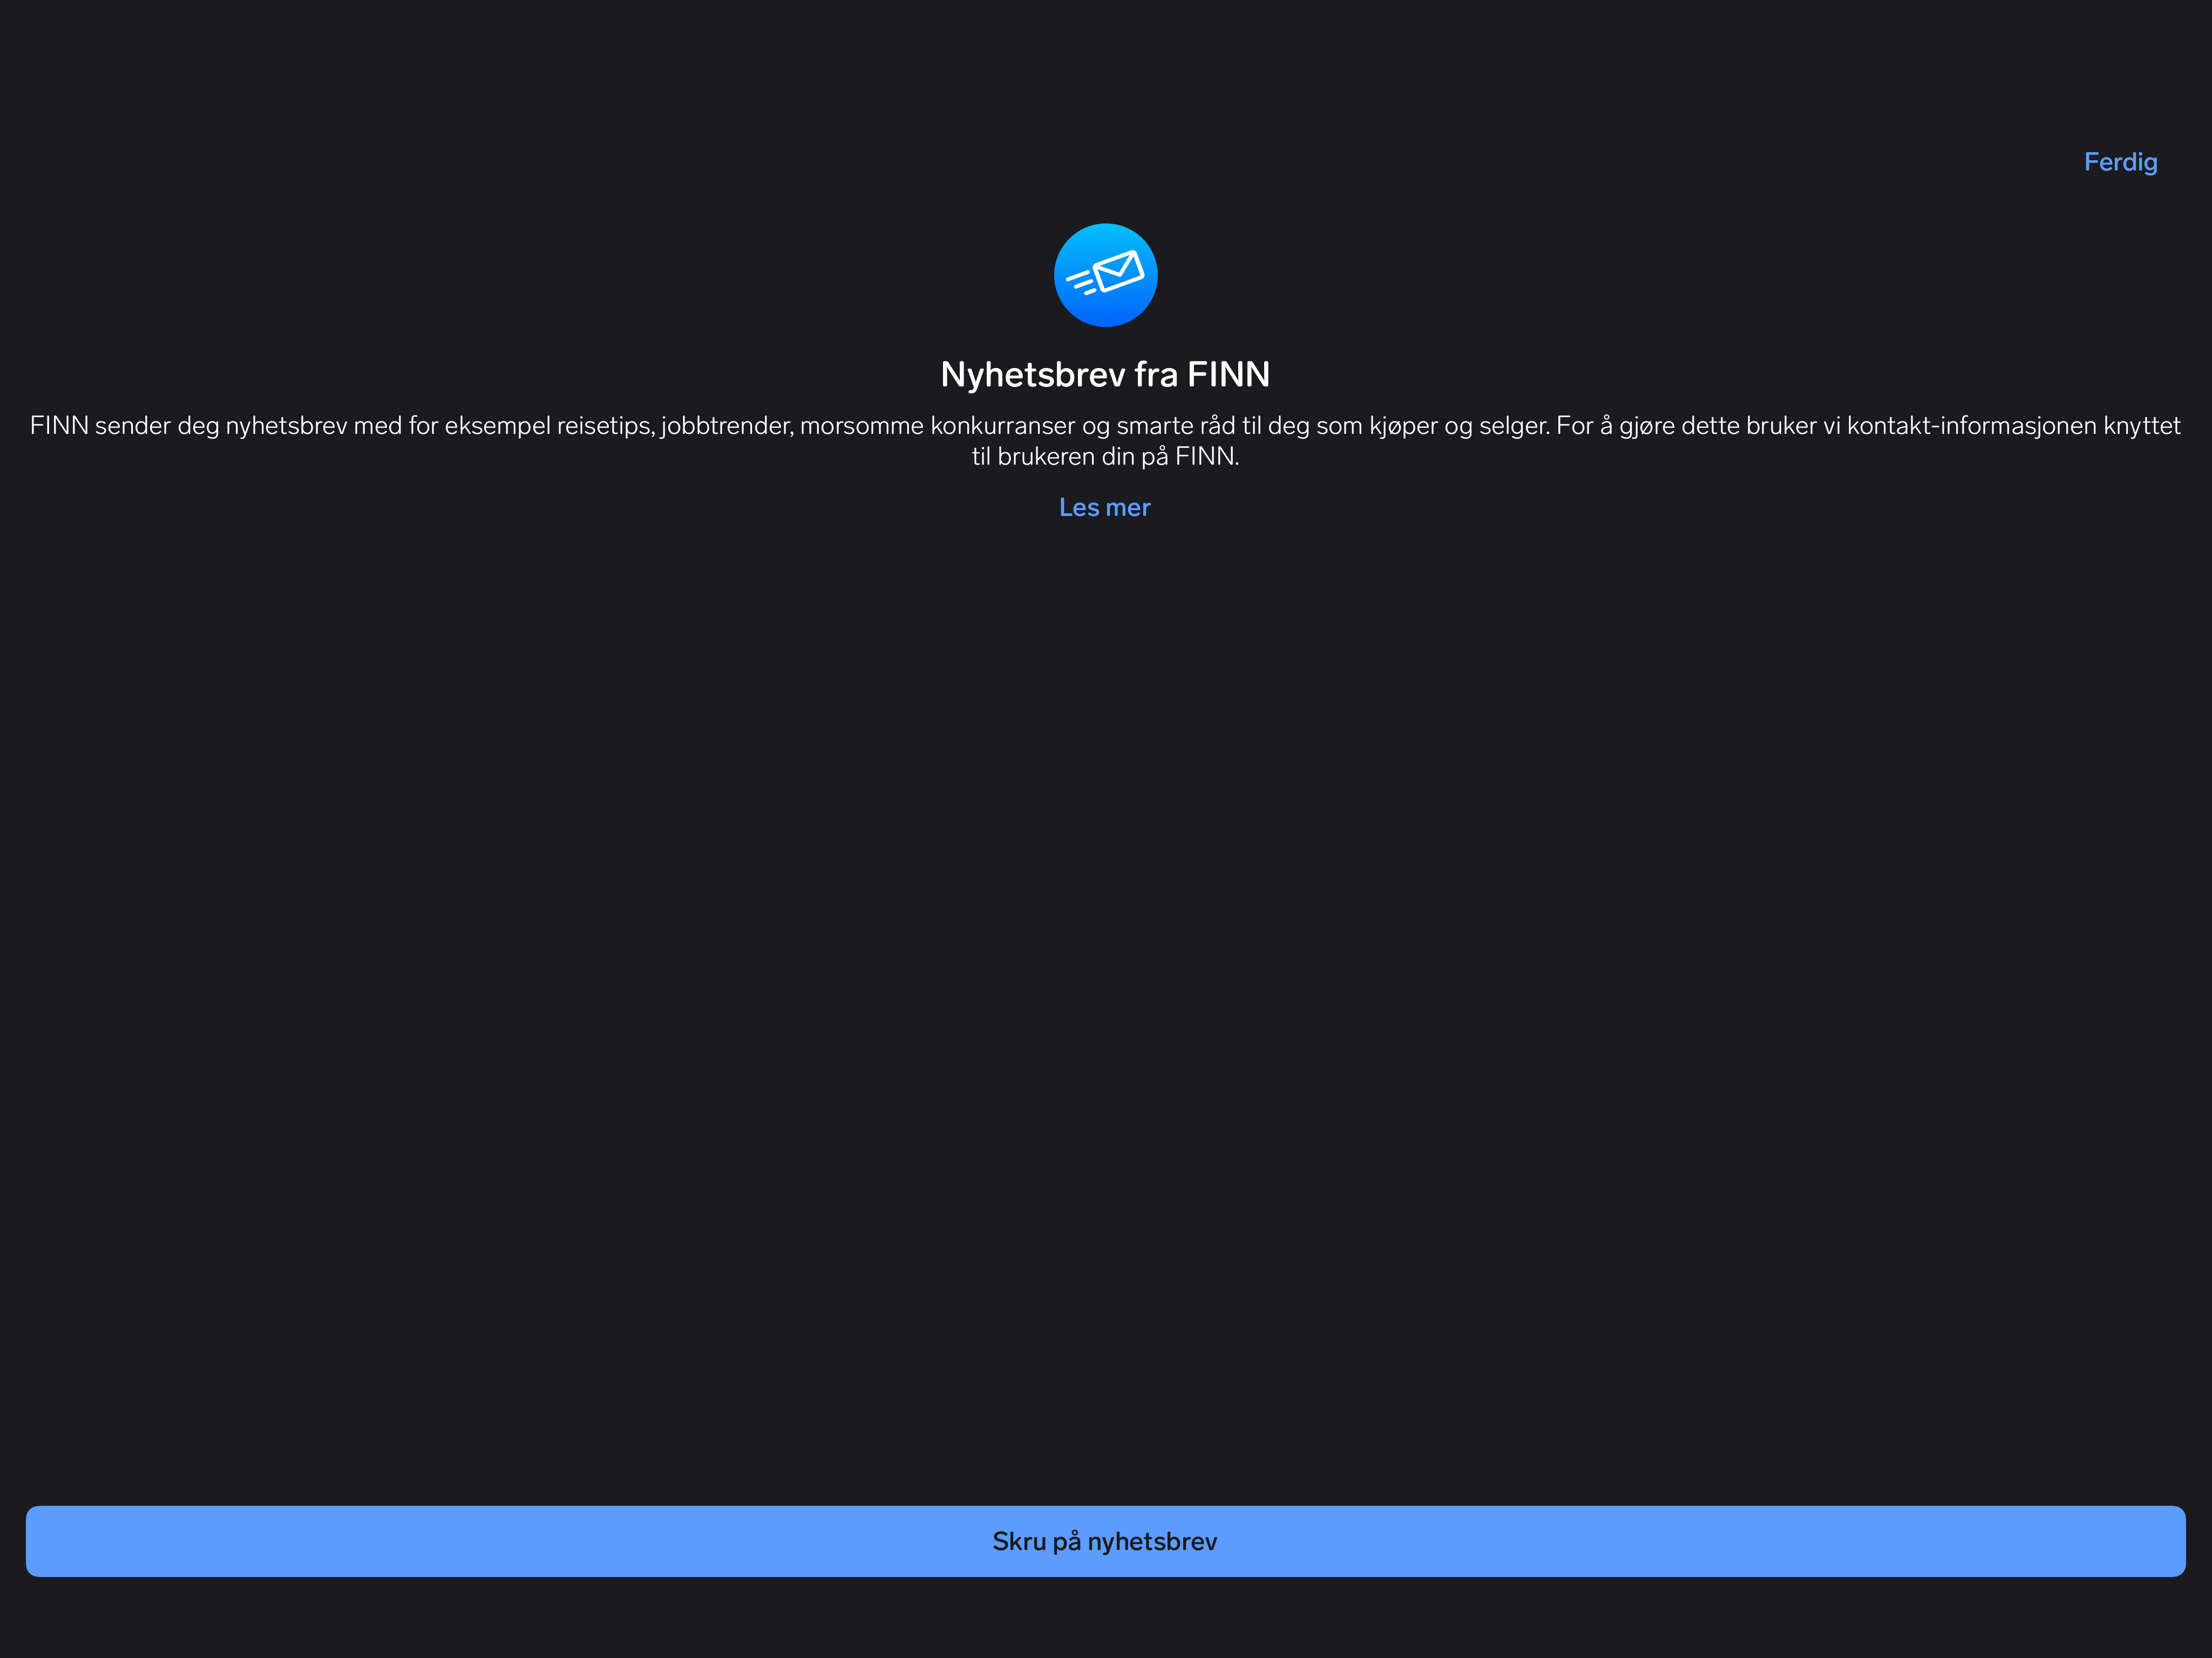 Ferdig
Nyhetsbrev fra FINN
FINN sender deg nyhetsbrev med for eksempel reisetips, jobbtrender, morsomme konkurranser og smarte råd til deg som kjøper og selger. For å gjøre dette bruker vi kontakt-informasjonen knyttet
til brukeren din på FINN.
Les mer
Skru på nyhetsbrev